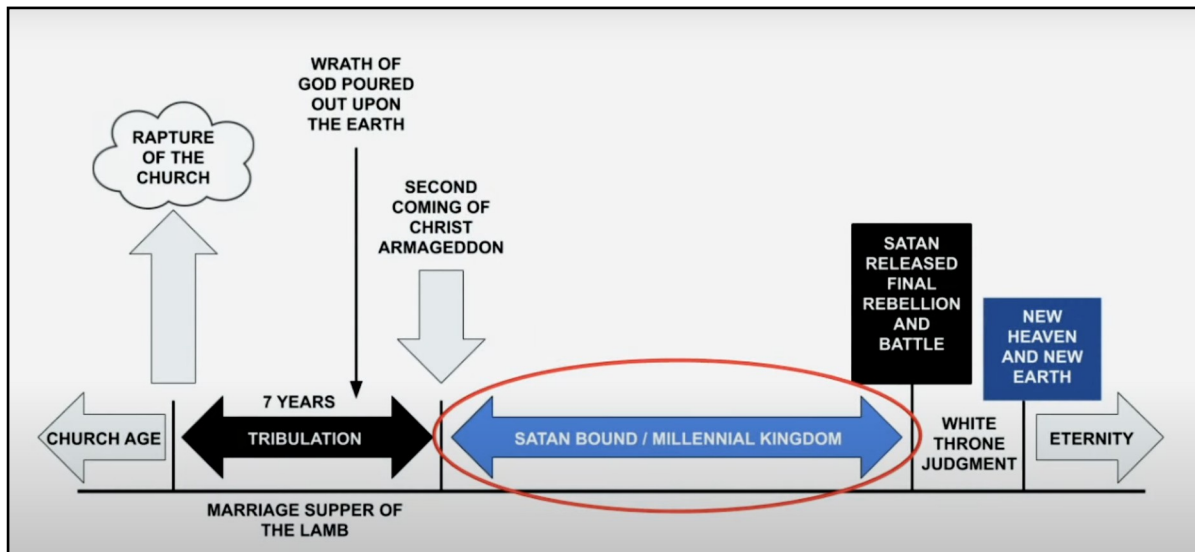 WRATH OF
GOD POURED
OUT UPON
THE EARTH
RAPTURE
OF THE
CHURCH
SECOND
COMING OF
CHRIST
ARMAGEDDON
SATAN
RELEASED
FINAL
REBELLION
AND
BATTLE
NEW
HEAVEN
AND NEW
EARTH
7 YEARS
CHURCH AGE
TRIBULATION
SATAN BOUND / MILLENNIAL KINGDOM
WHITE
THRONE
JUDGMENT
ETERNITY
MARRIAGE SUPPER OF
THE LAMB